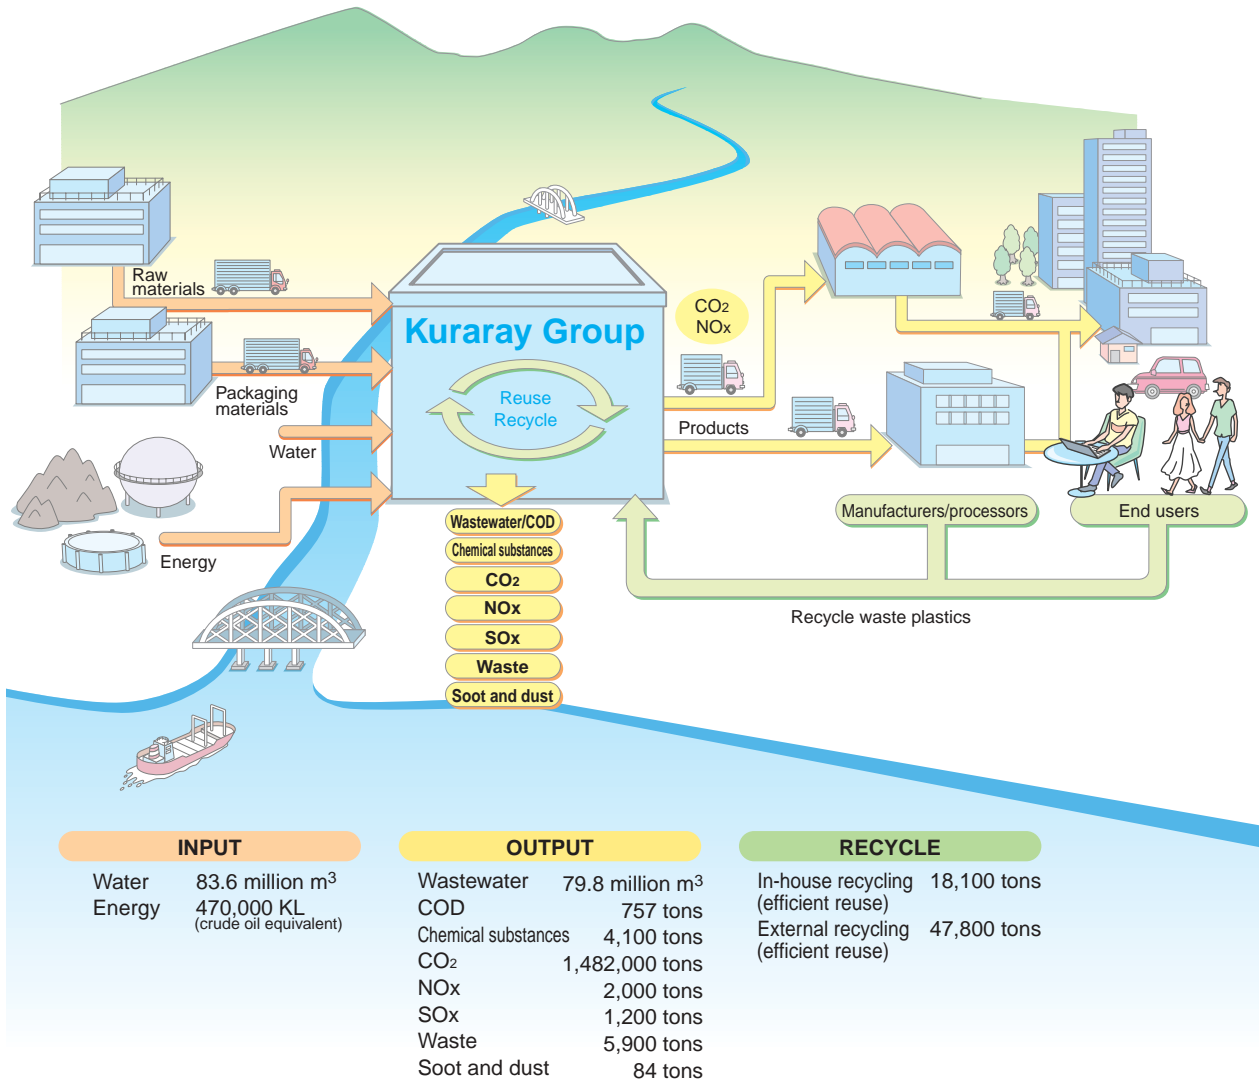 Raw
materials
Packaging
materials
Water
Energy
Kuraray Group
Reuse
Recycle
CO2
NOx
Products
Wastewater/COD
Chemical substances
CO2
NOx
SOx
Waste
Soot and dust
Manufacturers/processors
End users
Recycle waste plastics
INPUT
Water 83.6 million m3
Energy 470,000 KL
(crude oil equivalent)
OUTPUT
Wastewater 79.8 million m3
COD 757 tons
Chemical substances 4,100 tons
CO2 1,482,000 tons
NOx 2,000 tons
SOx 1,200 tons
Waste 5,900 tons
Soot and dust 84 tons
RECYCLE
In-house recycling 18,100 tons
(efficient reuse)
External recycling 47,800 tons
(efficient reuse)